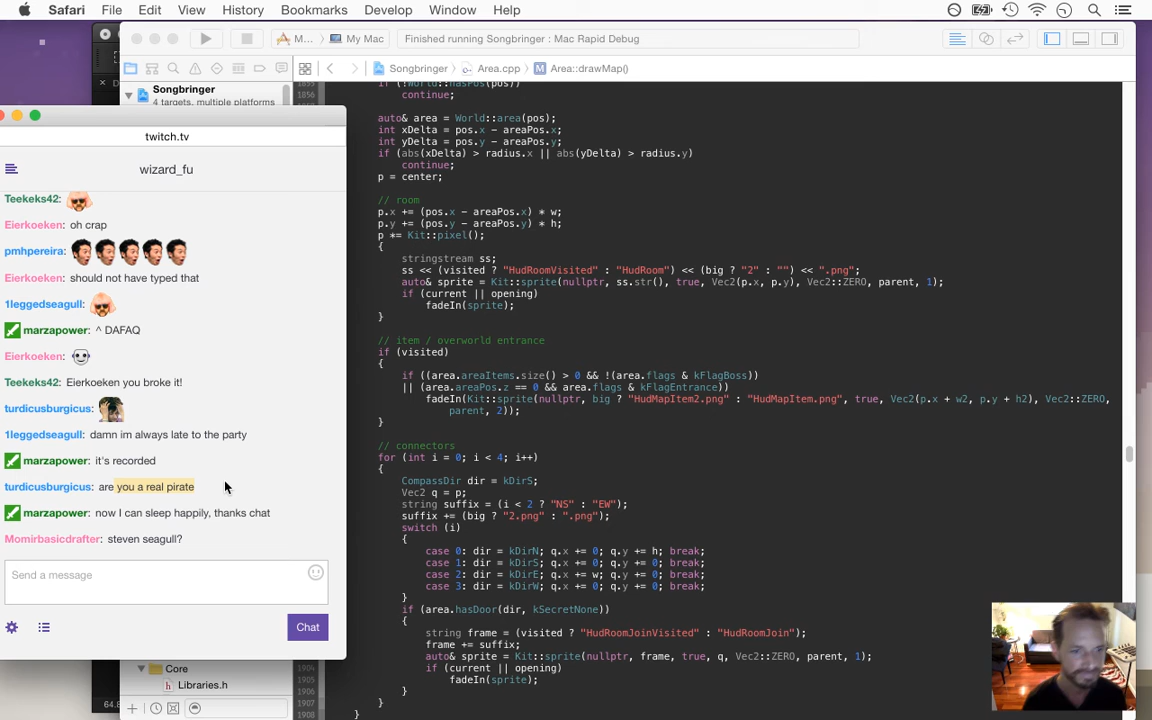 Safari File Edit View History Bookmarks Develop Window Help
M... My Mac Finished running Songbringer : Mac Rapid Debug
Songbringer Area.cpp M Area::drawMap()
Songbringer
4 targets, multiple platforms
twitch.tv
wizard_fu
Teekeks42:
Eierkoeken: oh crap
pmhpereira:
Eierkoeken: should not have typed that
1leggedseagull:
marzapower: ^ DAFAQ
Eierkoeken:
Teekeks42: Eierkoeken you broke it!
turdicusburgicus:
1leggedseagull: damn im always late to the party
marzapower: it's recorded
turdicusburgicus: are you a real pirate
marzapower: now I can sleep happily, thanks chat
Momirbasicdrafter: steven seagull?
Send a message
Chat
Core
Libraries.h
64.8
if (!World::hasPos(pos))
continue;
auto& area = World::area(pos);
int xDelta = pos.x - areaPos.x;
int yDelta = pos.y - areaPos.y;
if (abs(xDelta) > radius.x || abs(yDelta) > radius.y)
continue;
p = center;
// room
p.x += (pos.x - areaPos.x) * w;
p.y += (pos.y - areaPos.y) * h;
p *= Kit::pixel();
{
stringstream ss;
ss << (visited ? "HudRoomVisited" : "HudRoom") << (big ? "2" : "") << ".png";
auto& sprite = Kit::sprite(nullptr, ss.str(), true, Vec2(p.x, p.y), Vec2::ZERO, parent, 1);
if (current || opening)
fadeIn(sprite);
}
// item / overworld entrance
if (visited)
{
if ((area.areaItems.size() > 0 && !(area.flags & kFlagBoss))
|| (area.areaPos.z == 0 && area.flags & kFlagEntrance))
fadeIn(Kit::sprite(nullptr, big ? "HudMapItem2.png" : "HudMapItem.png", true, Vec2(p.x + w2, p.y + h2), Vec2::ZERO,
parent, 2));
}
// connectors
for (int i = 0; i < 4; i++)
{
CompassDir dir = kDirS;
Vec2 q = p;
string suffix = (i < 2 ? "NS" : "EW");
suffix += (big ? "2.png" : ".png");
switch (i)
{
case 0: dir = kDirN; q.x += 0; q.y += h; break;
case 1: dir = kDirS; q.x += 0; q.y += 0; break;
case 2: dir = kDirE; q.x += w; q.y += 0; break;
case 3: dir = kDirW; q.x += 0; q.y += 0; break;
}
if (area.hasDoor(dir, kSecretNone))
{
string frame = (visited ? "HudRoomJoinVisited" : "HudRoomJoin");
frame += suffix;
auto& sprite = Kit::sprite(nullptr, frame, true, q, Vec2::ZERO, parent, 1);
if (current || opening)
fadeIn(sprite);
1904
}
1905
}
1906
1907
}
1908